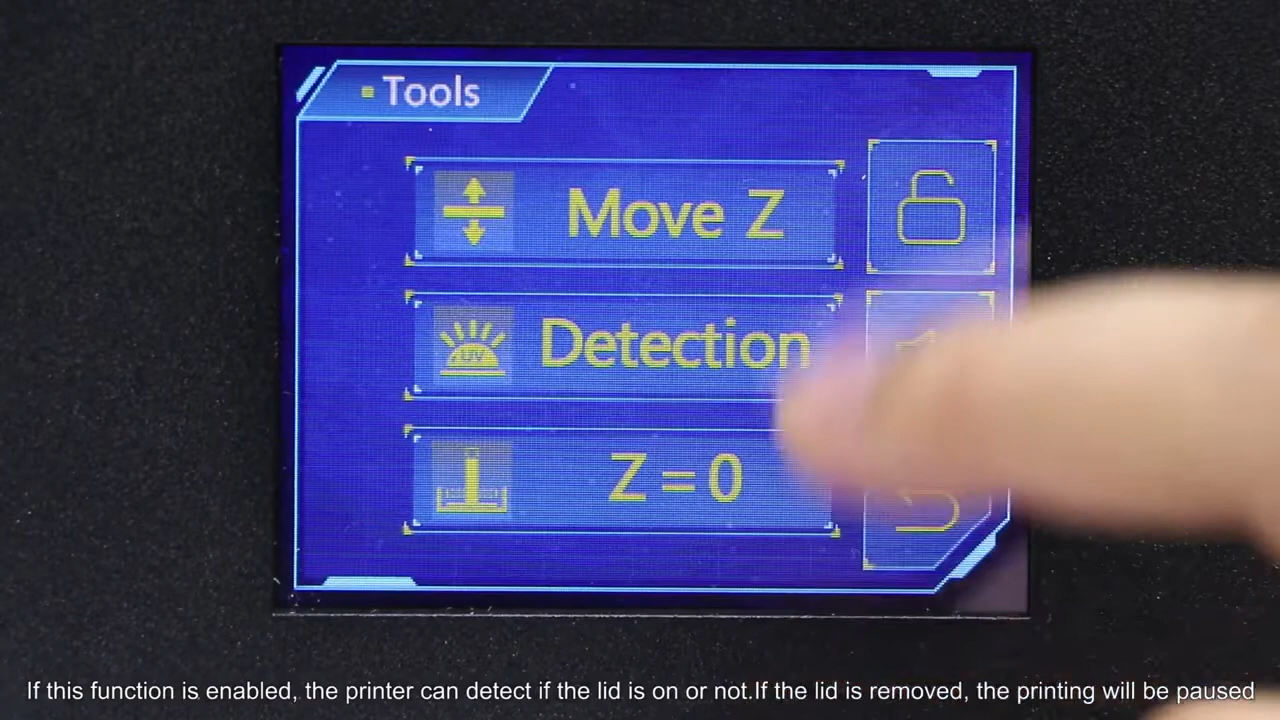 Tools
Move Z
UV
Detection
Z = 0
If this function is enabled, the printer can detect if the lid is on or not.If the lid is removed, the printing will be paused